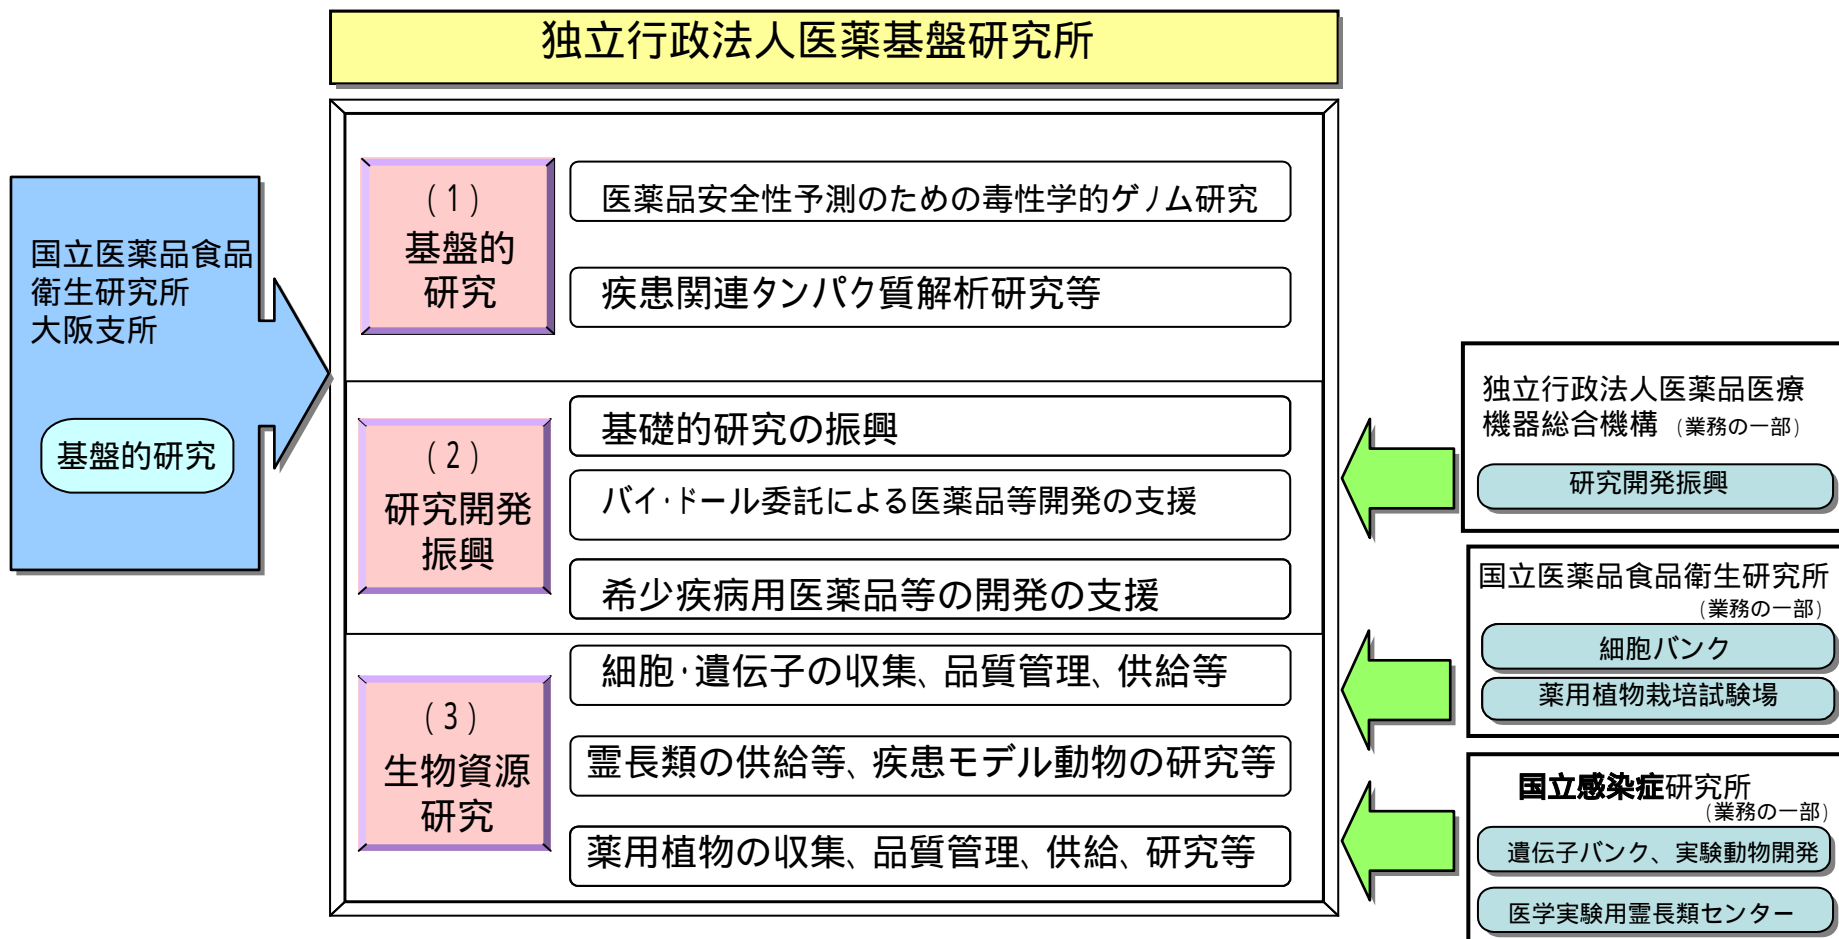 独立行政法人医薬基盤研究所
国立医薬品食品
衛生研究所
大阪支所
基盤的研究
(1)
基盤的
研究
医薬品安全性予測のための毒性学的ゲノム研究
疾患関連タンパク質解析研究等
(2)
研究開発
振興
基礎的研究の振興
バイ・ドール委託による医薬品等開発の支援
希少疾病用医薬品等の開発の支援
(3)
生物資源
研究
細胞・遺伝子の収集、品質管理、供給等
霊長類の供給等、疾患モデル動物の研究等
薬用植物の収集、品質管理、供給、研究等
独立行政法人医薬品医療
機器総合機構 (業務の一部)
研究開発振興
国立医薬品食品衛生研究所
(業務の一部)
細胞バンク
薬用植物栽培試験場
国立感染症研究所
(業務の一部)
遺伝子バンク、実験動物開発
医学実験用霊長類センター